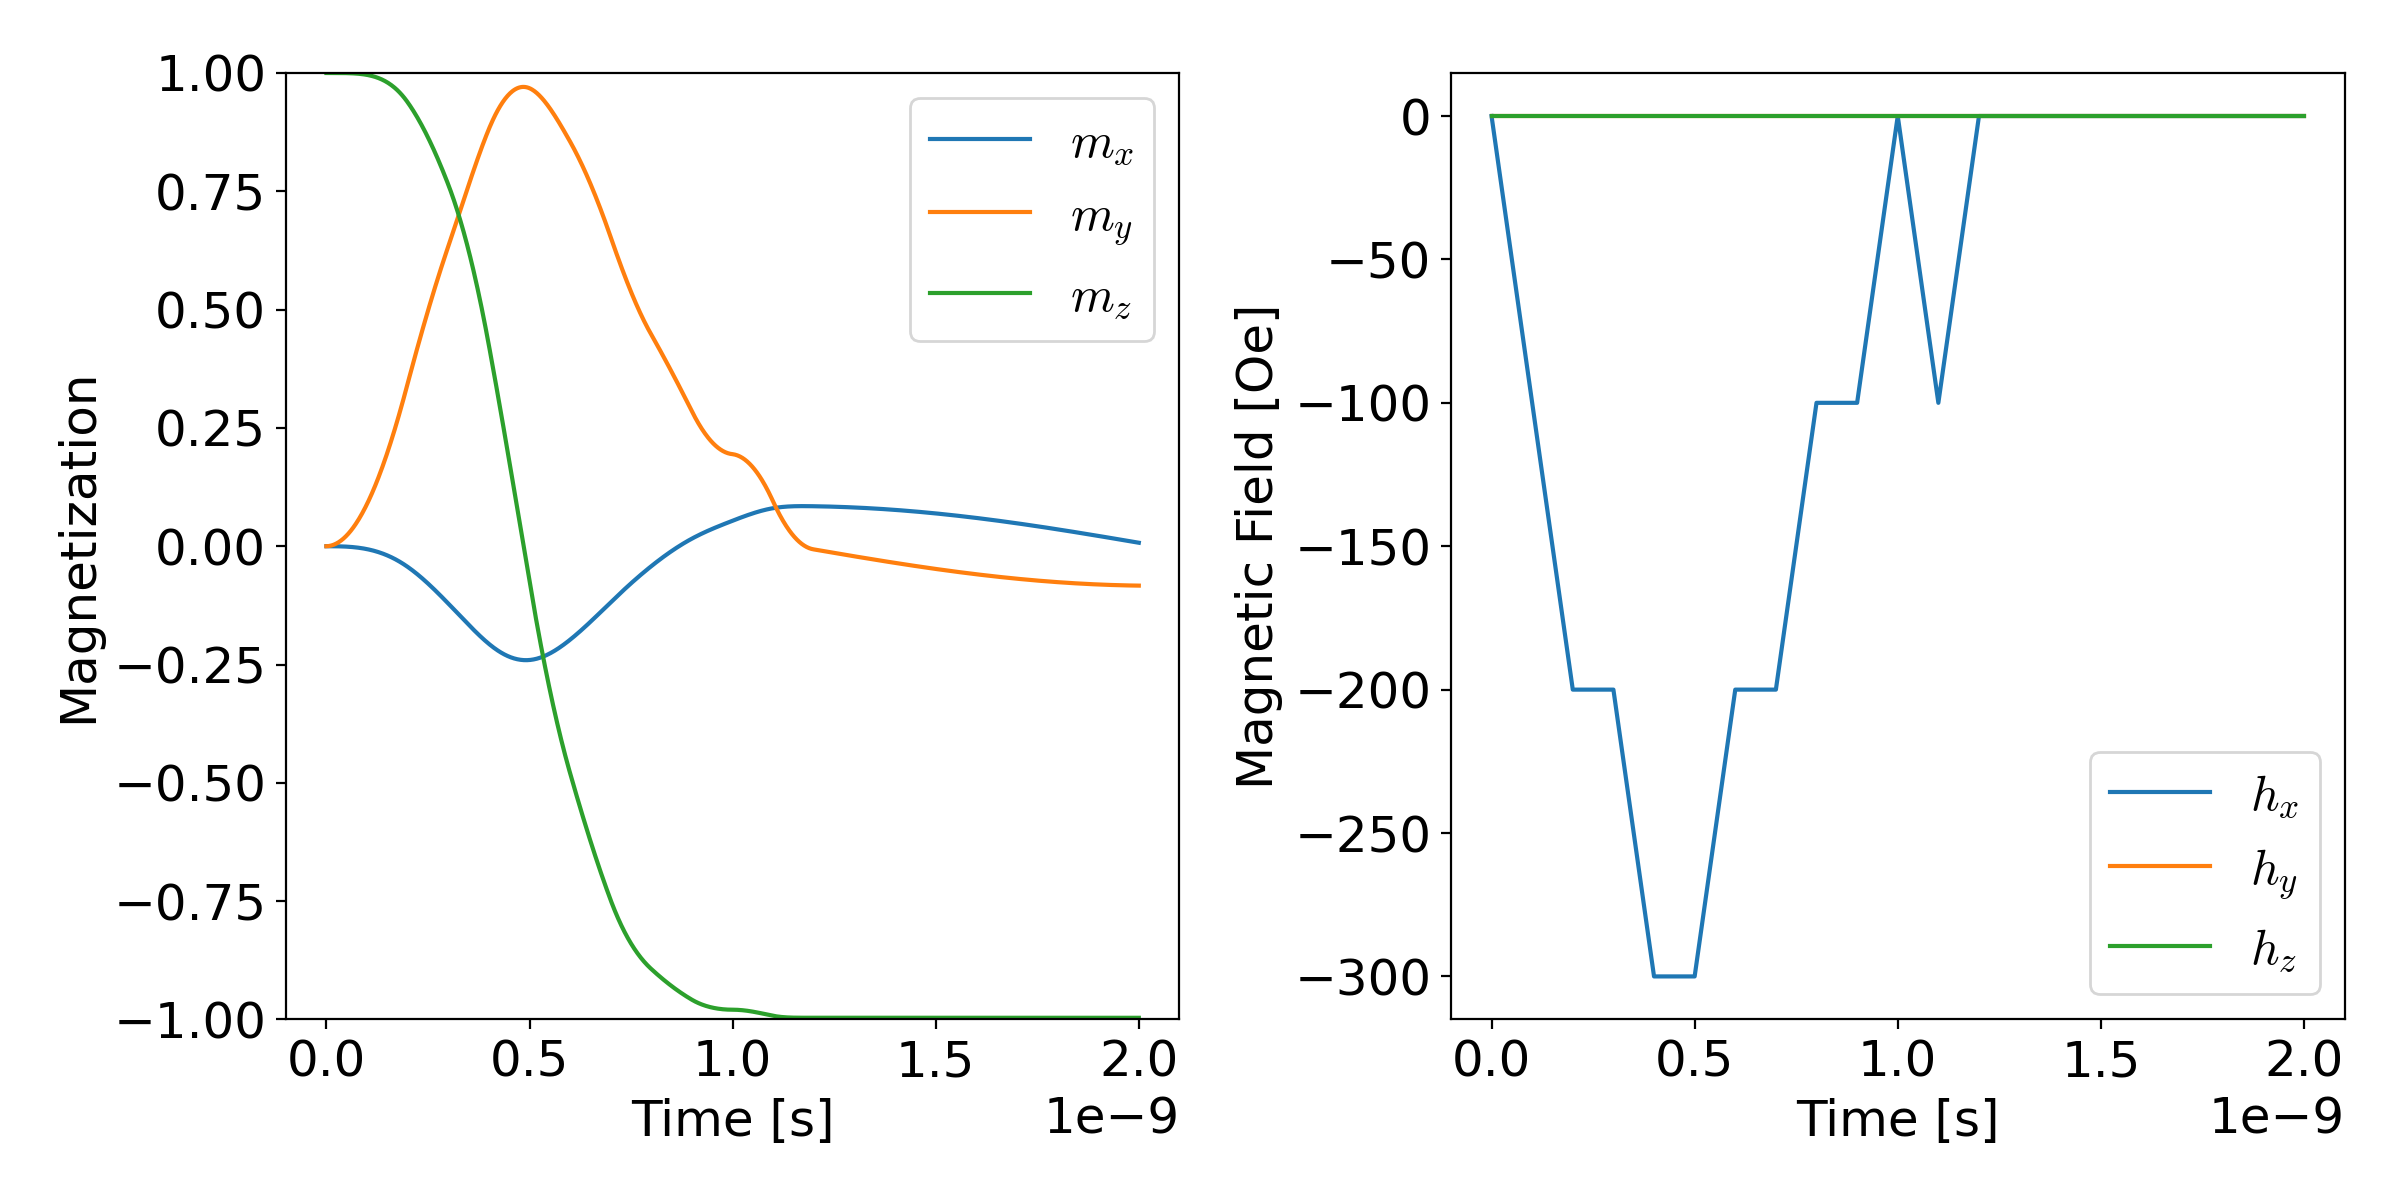 1.00
0.75
0.50
0.25
0.00
−0.25
−0.50
−0.75
−1.00
Magnetization
0.0 0.5 1.0 1.5 2.0
Time [s]
1e−9
m_x
m_y
m_z
0
−50
−100
−150
−200
−250
−300
Magnetic Field [Oe]
0.0 0.5 1.0 1.5 2.0
Time [s]
1e−9
h_x
h_y
h_z